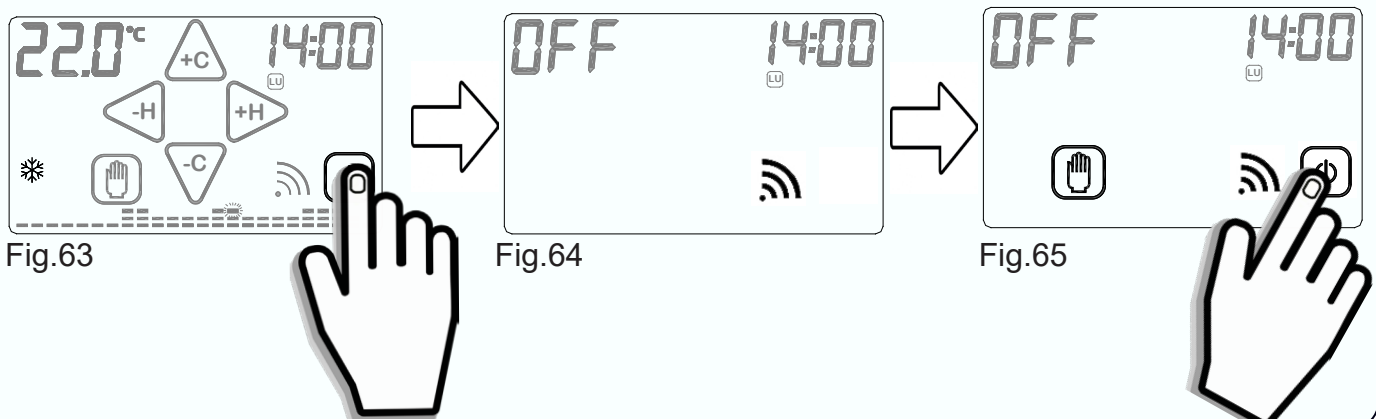 22.0°C +C 14:00 OFF 14:00 OFF 14:00
LU LU LU
-H +H
-C
Fig.63 Fig.64 Fig.65